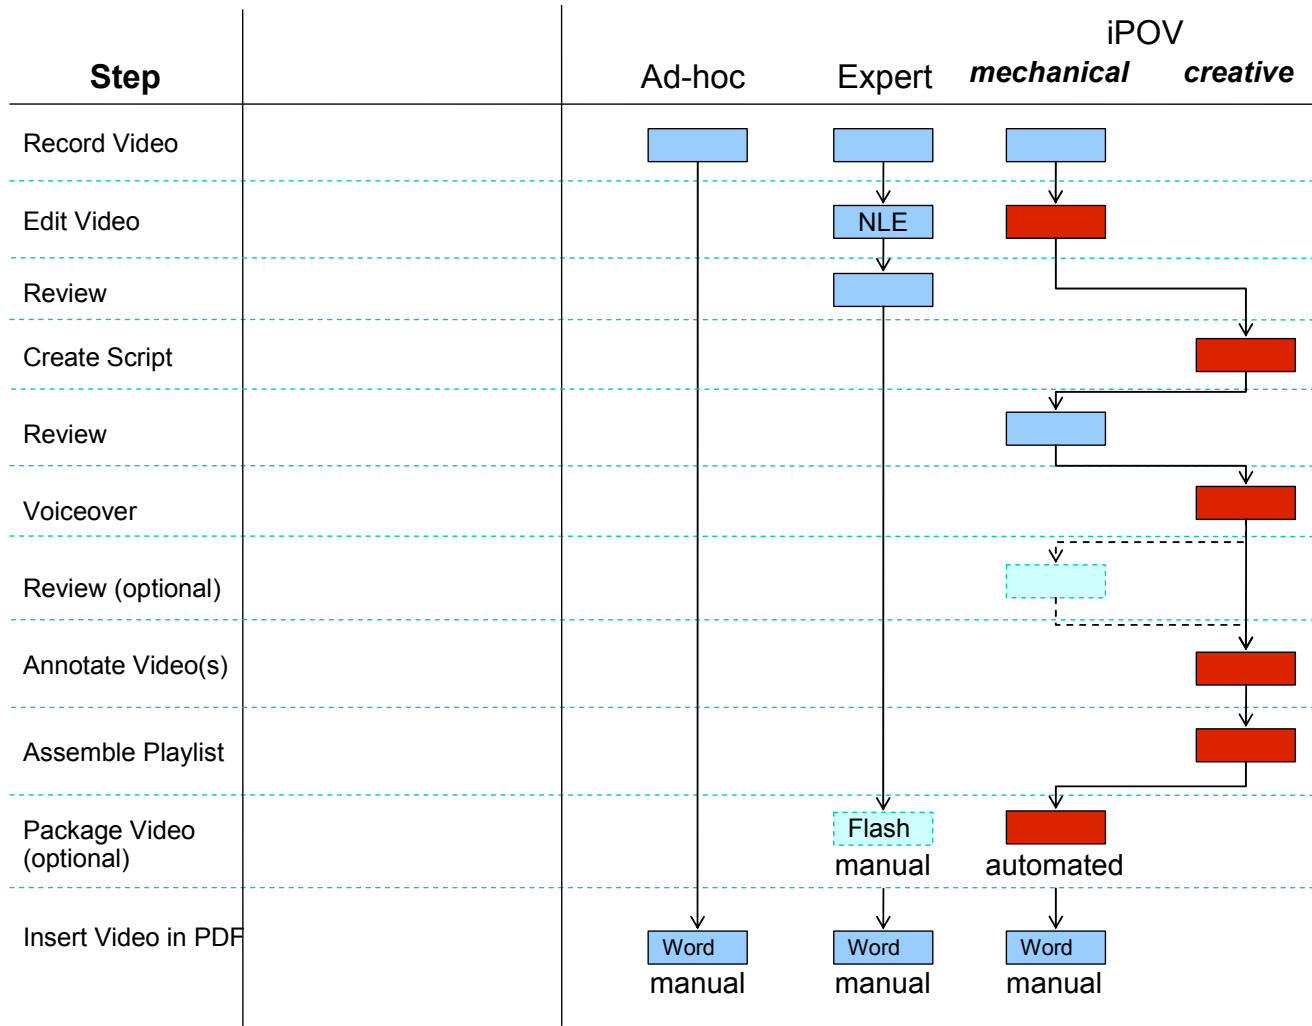 iPOV
Step
Ad-hoc
Expert
mechanical
creative
Record Video
Edit Video
NLE
Review
Create Script
Review
Voiceover
Review (optional)
Annotate Video(s)
Assemble Playlist
Package Video
(optional)
Flash
manual
automated
Insert Video in PDF
Word
Word
Word
manual
manual
manual